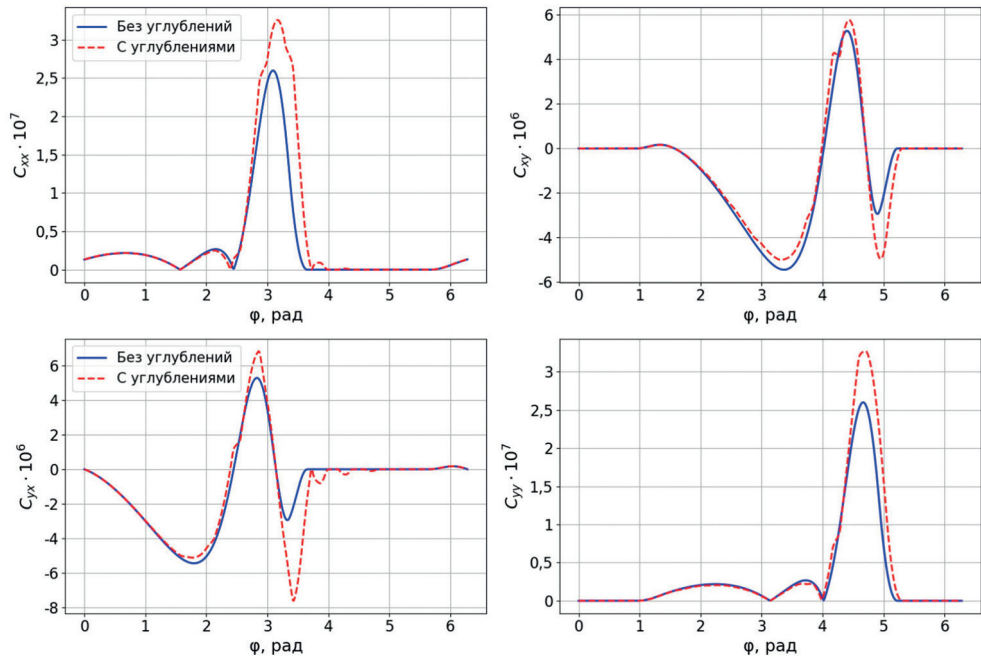 Без углублений
С углублениями
3
2,5
2
1,5
1
0,5
0
C_xx · 10^7
0 1 2 3 4 5 6
φ, рад
6
4
2
0
-2
-4
-6
C_xy · 10^6
0 1 2 3 4 5 6
φ, рад
Без углублений
С углублениями
6
4
2
0
-2
-4
-6
-8
C_yx · 10^6
0 1 2 3 4 5 6
φ, рад
3
2,5
2
1,5
1
0,5
0
C_yy · 10^7
0 1 2 3 4 5 6
φ, рад